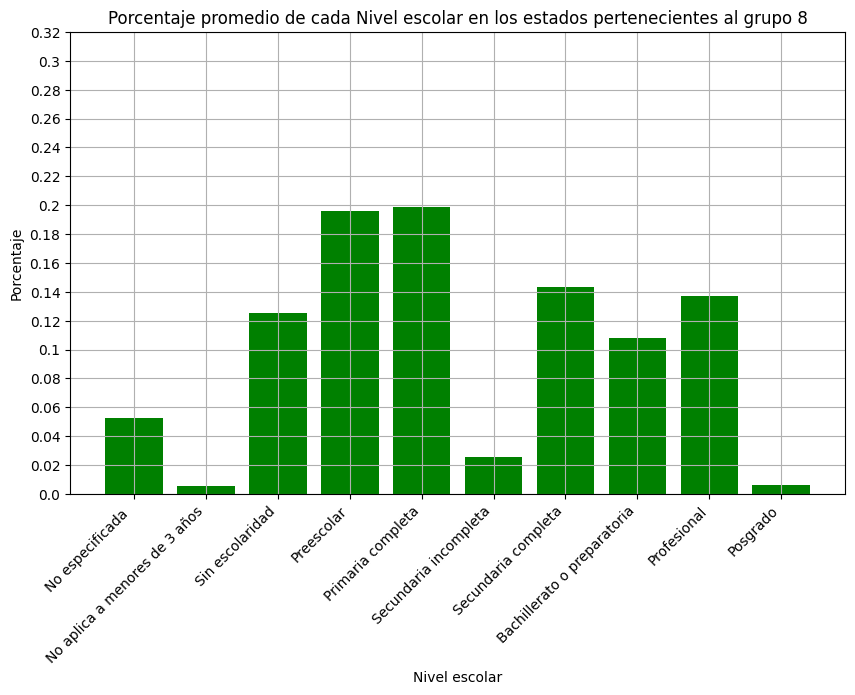 Porcentaje promedio de cada Nivel escolar en los estados pertenecientes al grupo 8
0.32
0.3
0.28
0.26
0.24
0.22
0.2
0.18
0.16
0.14
0.12
0.1
0.08
0.06
0.04
0.02
0.0
Porcentaje
No especificada
No aplica a menores de 3 años
Sin escolaridad
Preescolar
Primaria completa
Secundaria incompleta
Secundaria completa
Bachillerato o preparatoria
Profesional
Posgrado
Nivel escolar